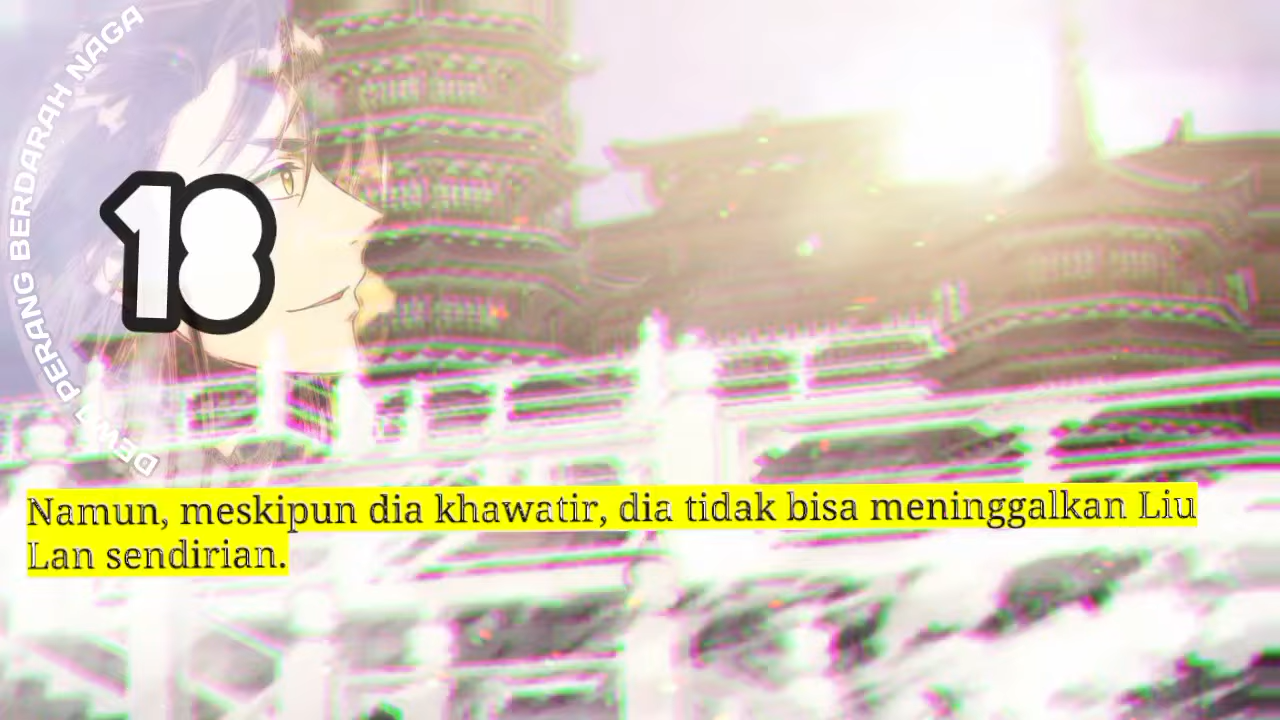 DEWA PERANG BERDARAH NAGA
18
Namun, meskipun dia khawatir, dia tidak bisa meninggalkan Liu
Lan sendirian.